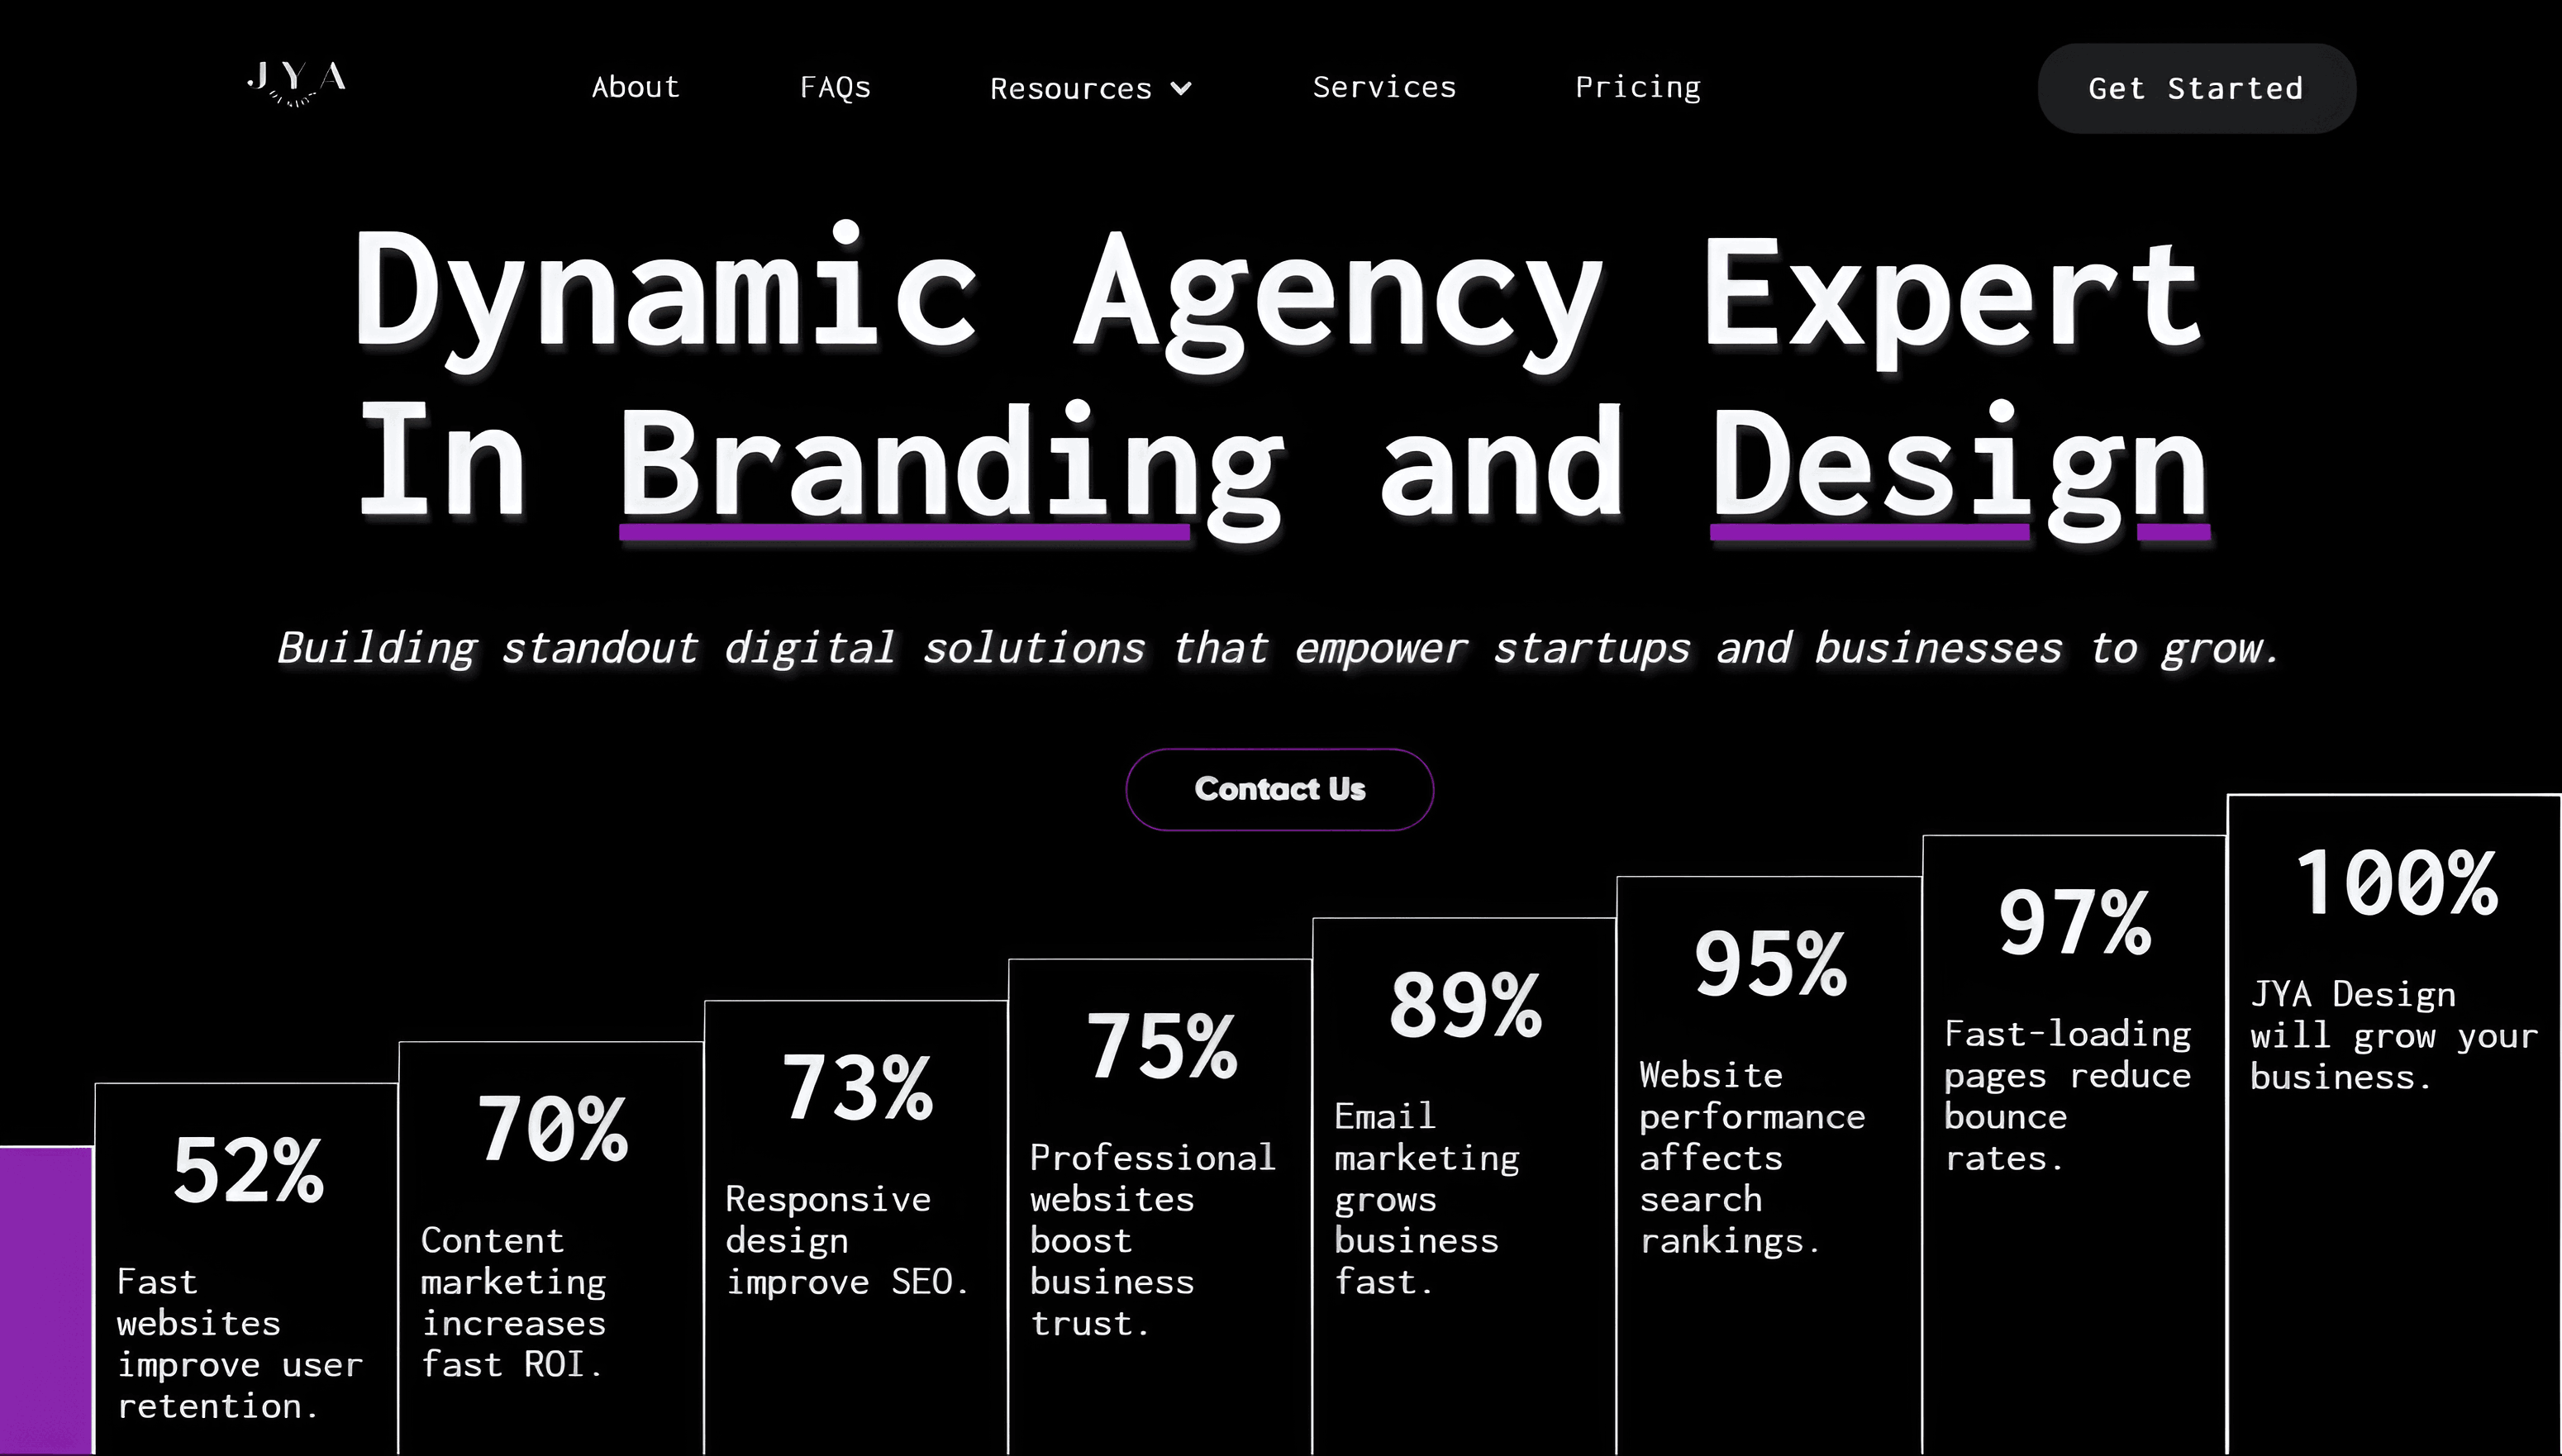 JYA
About
FAQs
Resources
Services
Pricing
Get Started
Dynamic Agency Expert
In Branding and Design
Building standout digital solutions that empower startups and businesses to grow.
Contact Us
52%
Fast
websites
improve user
retention.
70%
Content
marketing
increases
fast ROI.
73%
Responsive
design
improve SEO.
75%
Professional
websites
boost
business
trust.
89%
Email
marketing
grows
business
fast.
95%
Website
performance
affects
search
rankings.
97%
Fast-loading
pages reduce
bounce
rates.
100%
JYA Design
will grow your
business.